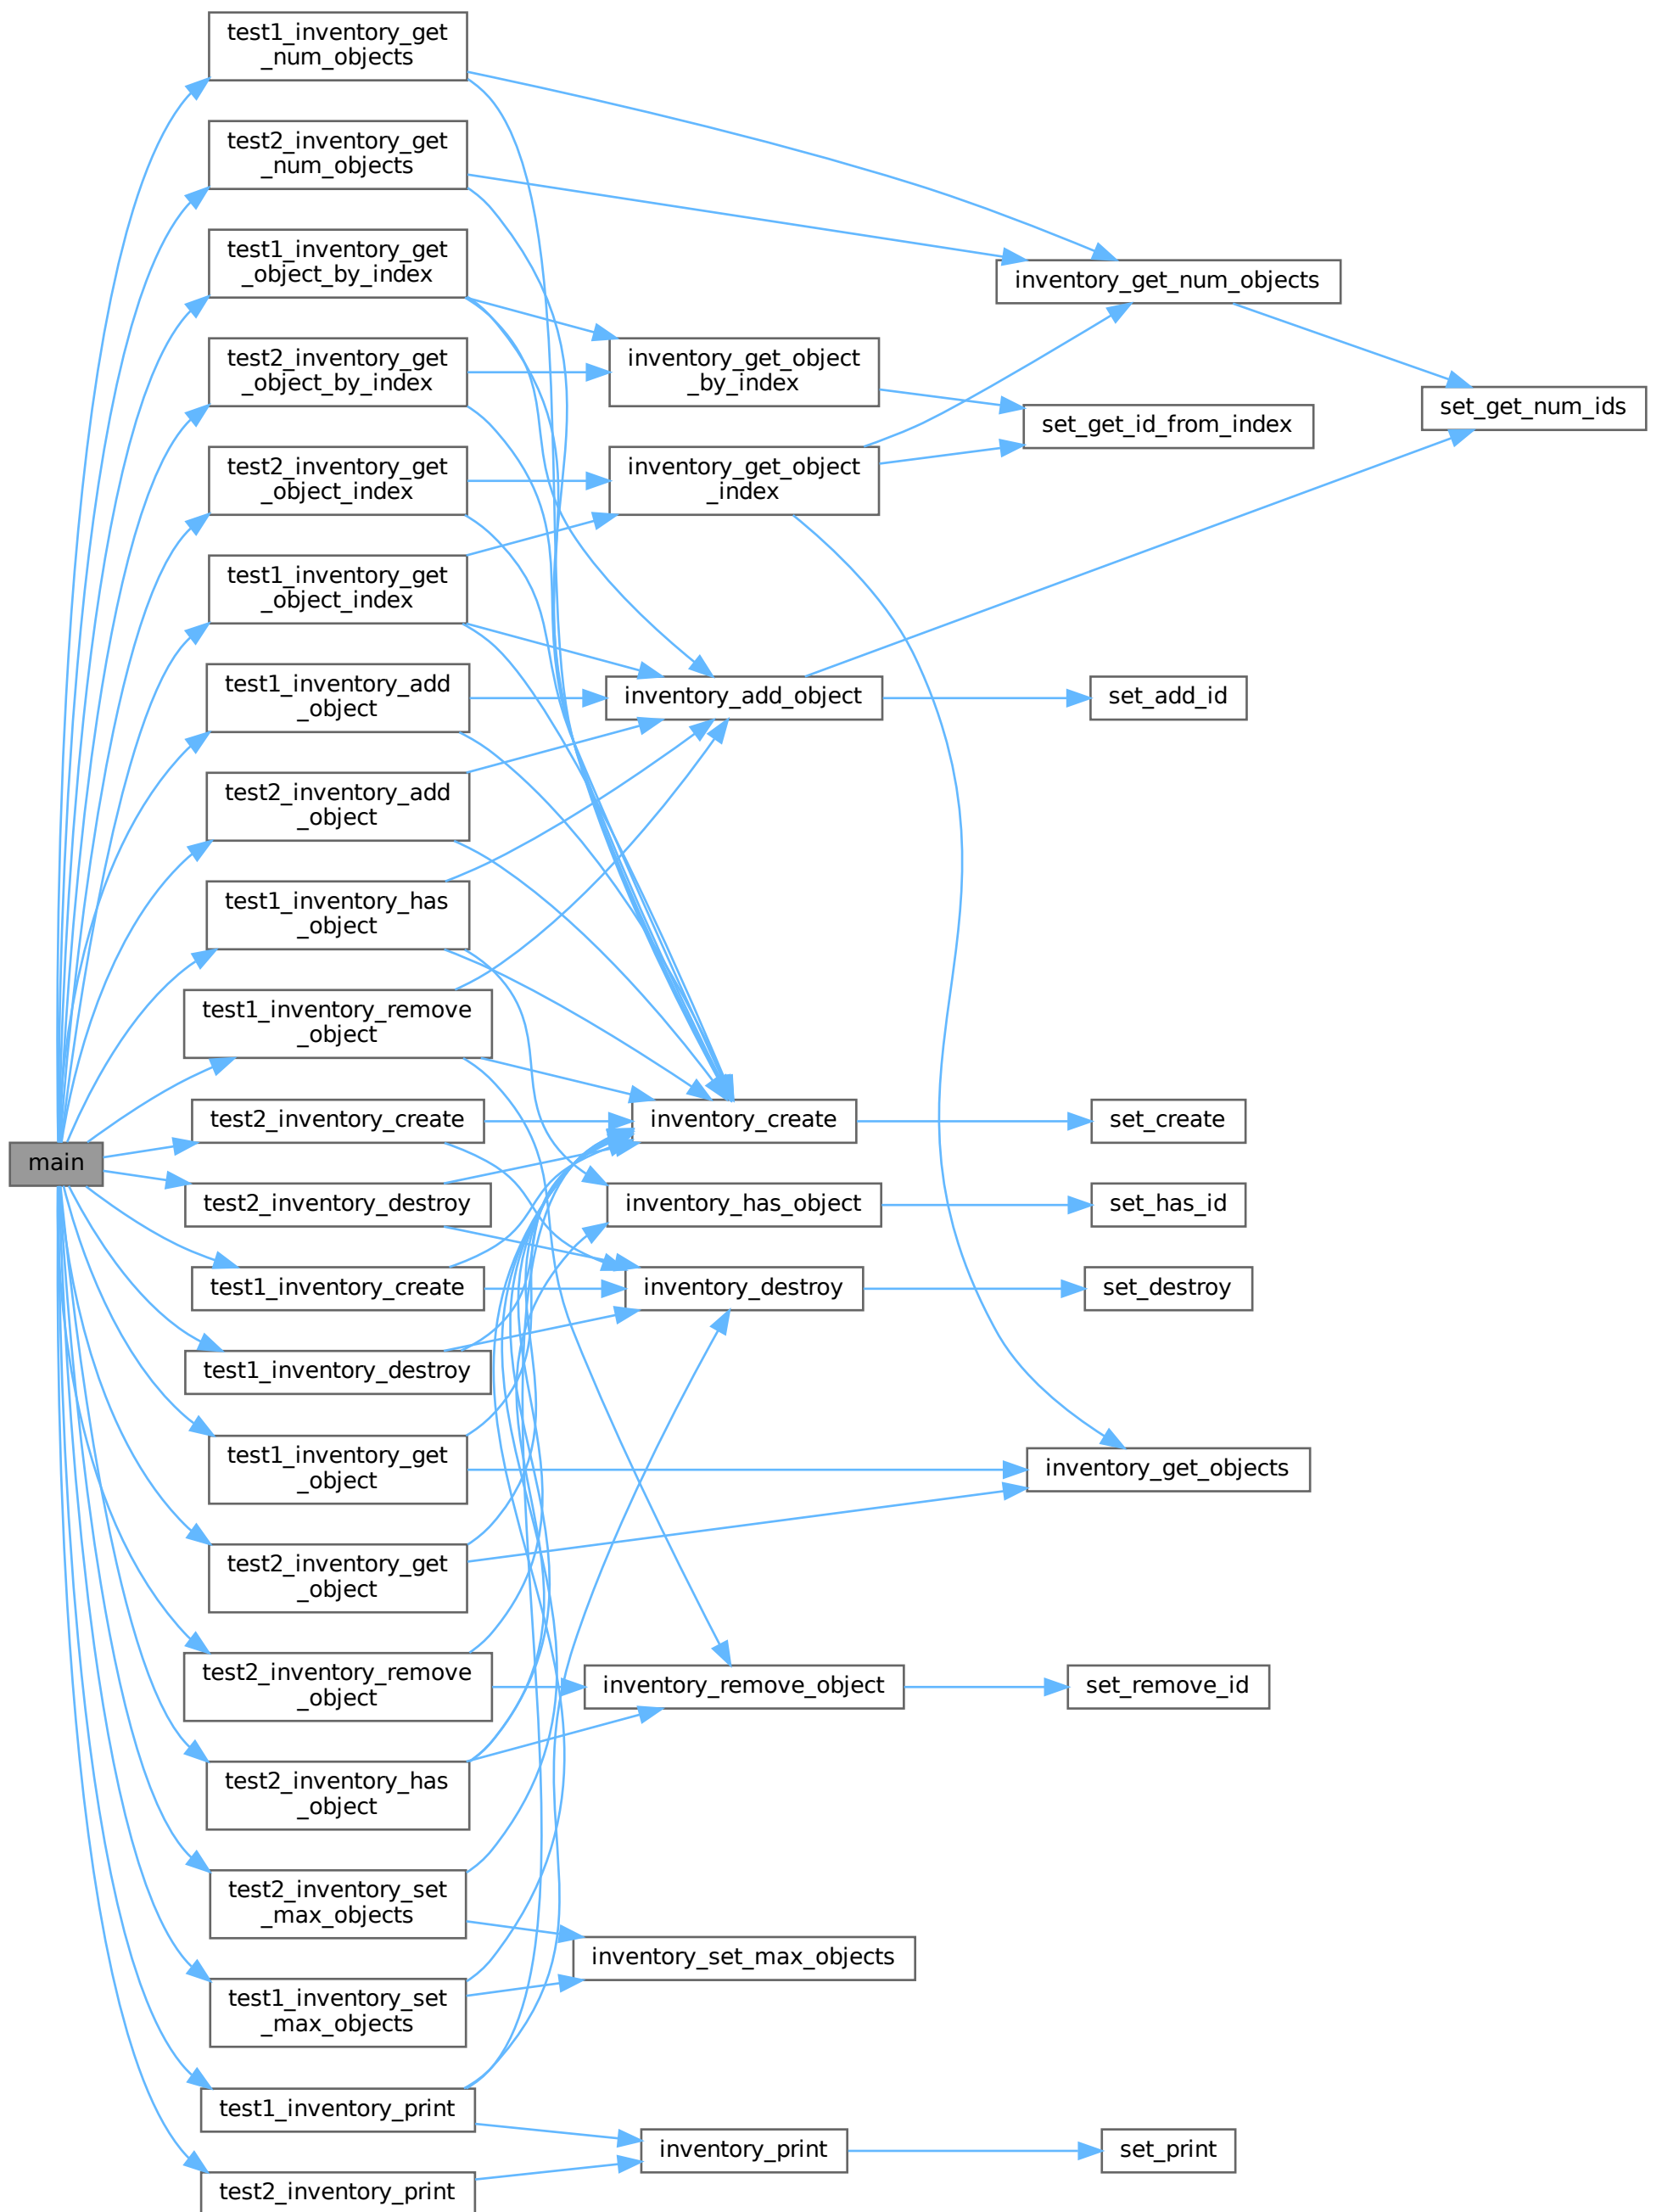 test1_inventory_get
_num_objects
test2_inventory_get
_num_objects
test1_inventory_get
_object_by_index
test2_inventory_get
_object_by_index
test2_inventory_get
_object_index
test1_inventory_get
_object_index
test1_inventory_add
_object
test2_inventory_add
_object
test1_inventory_has
_object
test1_inventory_remove
_object
test2_inventory_create
main
test2_inventory_destroy
test1_inventory_create
test1_inventory_destroy
test1_inventory_get
_object
test2_inventory_get
_object
test2_inventory_remove
_object
test2_inventory_has
_object
test2_inventory_set
_max_objects
test1_inventory_set
_max_objects
test1_inventory_print
test2_inventory_print
inventory_get_object
_by_index
inventory_get_object
_index
inventory_add_object
inventory_create
inventory_has_object
inventory_destroy
inventory_remove_object
inventory_set_max_objects
inventory_print
inventory_get_num_objects
set_get_id_from_index
set_add_id
set_create
set_has_id
set_destroy
inventory_get_objects
set_remove_id
set_print
set_get_num_ids